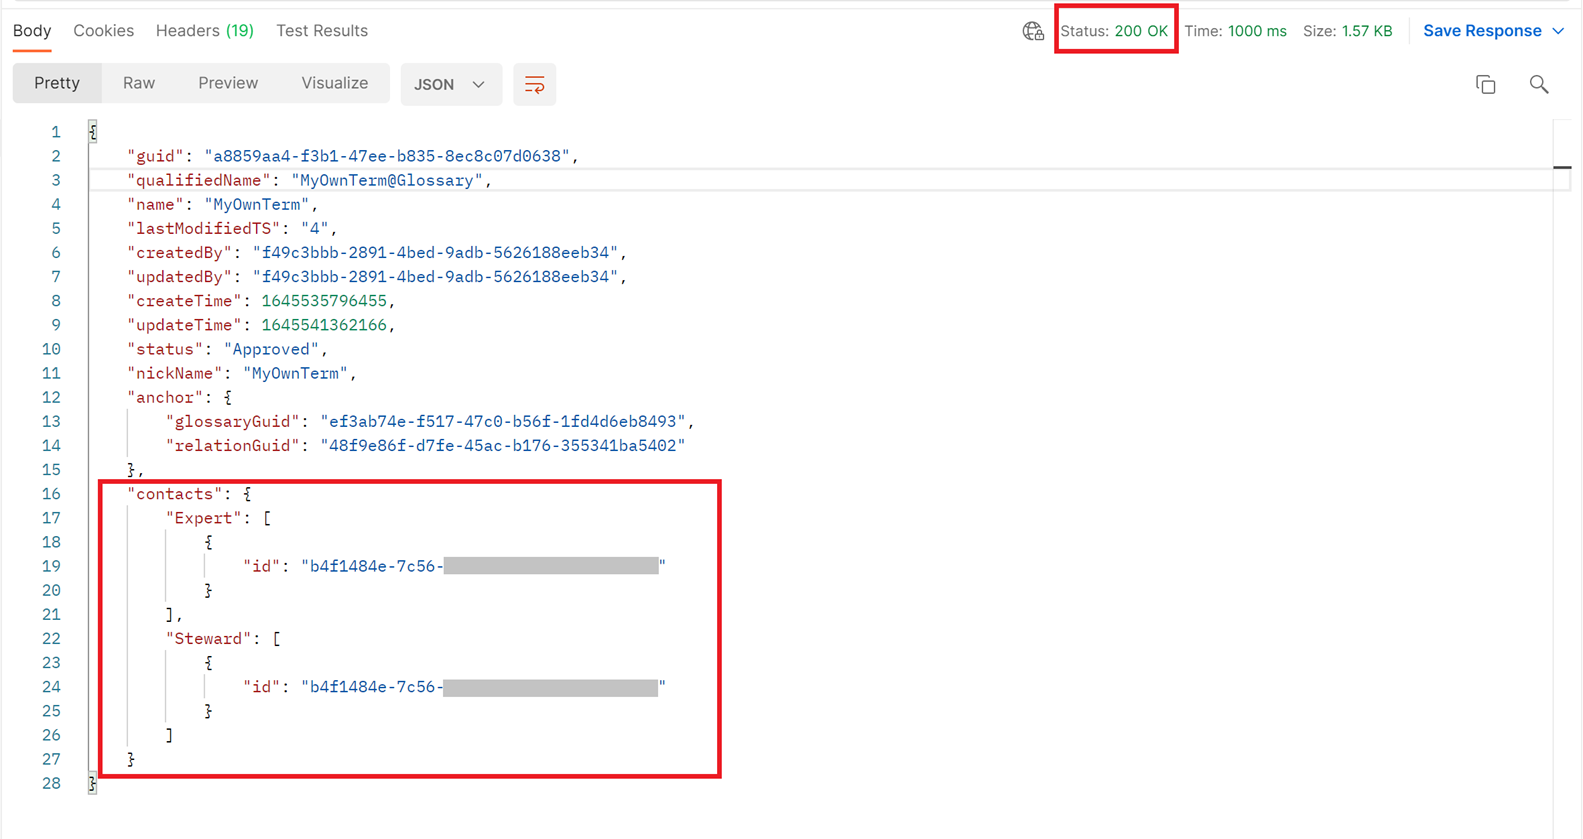 Body Cookies Headers (19) Test Results Status: 200 OK Time: 1000 ms Size: 1.57 KB Save Response
Pretty Raw Preview Visualize JSON
1 {
2 "guid": "a8859aa4-f3b1-47ee-b835-8ec8c07d0638",
3 "qualifiedName": "MyOwnTerm@Glossary",
4 "name": "MyOwnTerm",
5 "lastModifiedTS": "4",
6 "createdBy": "f49c3bbb-2891-4bed-9adb-5626188eeb34",
7 "updatedBy": "f49c3bbb-2891-4bed-9adb-5626188eeb34",
8 "createTime": 1645535796455,
9 "updateTime": 1645541362166,
10 "status": "Approved",
11 "nickName": "MyOwnTerm",
12 "anchor": {
13 "glossaryGuid": "ef3ab74e-f517-47c0-b56f-1fd4d6eb8493",
14 "relationGuid": "48f9e86f-d7fe-45ac-b176-355341ba5402"
15 },
16 "contacts": {
17 "Expert": [
18 {
19 "id": "b4f1484e-7c56-"
20 }
21 ],
22 "Steward": [
23 {
24 "id": "b4f1484e-7c56-"
25 }
26 ]
27 }
28 }